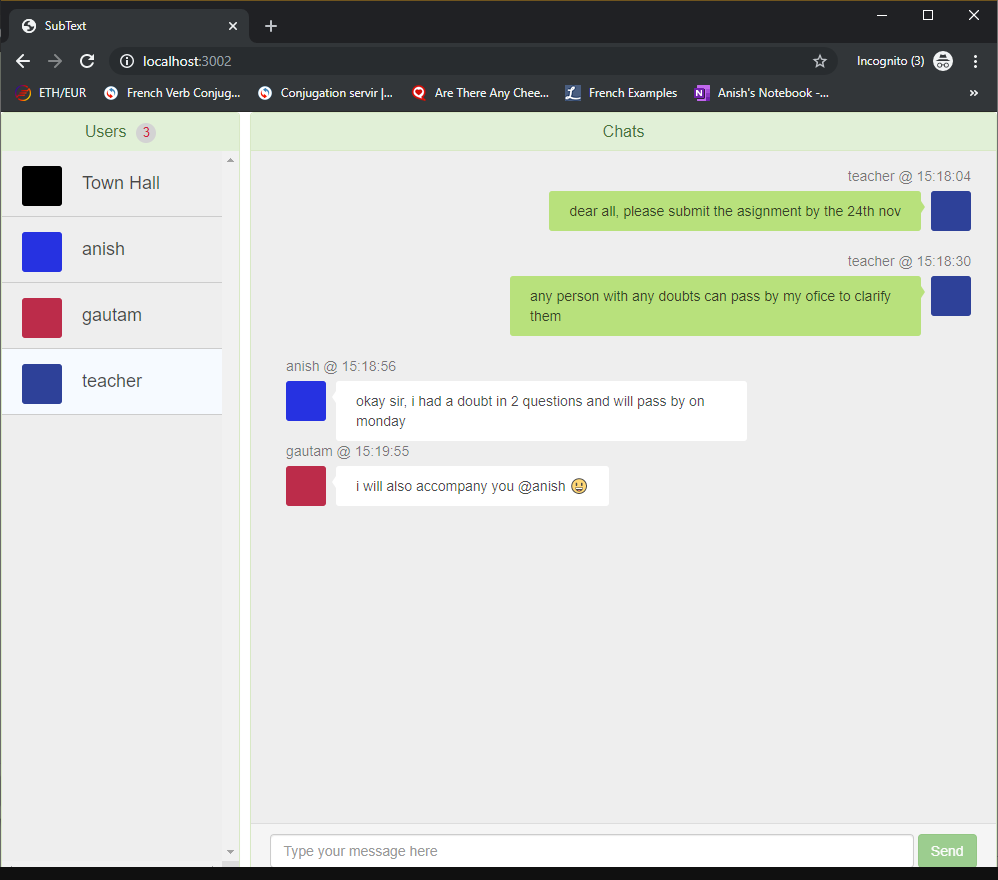 SubText
localhost:3002
Incognito (3)
ETH/EUR
French Verb Conjug...
Conjugation servir |...
Are There Any Chee...
French Examples
Anish's Notebook -...
»
Users 3
Chats
Town Hall
anish
gautam
teacher
teacher @ 15:18:04
dear all, please submit the asignment by the 24th nov
teacher @ 15:18:30
any person with any doubts can pass by my ofice to clarify
them
anish @ 15:18:56
okay sir, i had a doubt in 2 questions and will pass by on
monday
gautam @ 15:19:55
i will also accompany you @anish 😃
Type your message here
Send